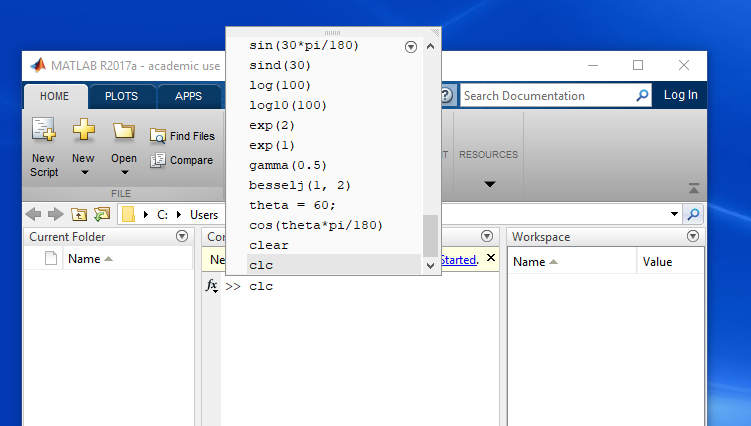 sin(30*pi/180)
sind(30)
log(100)
log10(100)
exp(2)
exp(1)
gamma(0.5)
besselj(1, 2)
theta = 60;
cos(theta*pi/180)
clear
clc
MATLAB R2017a - academic use
HOME PLOTS APPS Search Documentation Log In
New Script New Open Find Files Compare RESOURCES
FILE
C: Users
Current Folder Workspace
Name Name Value
Started.
fx >> clc